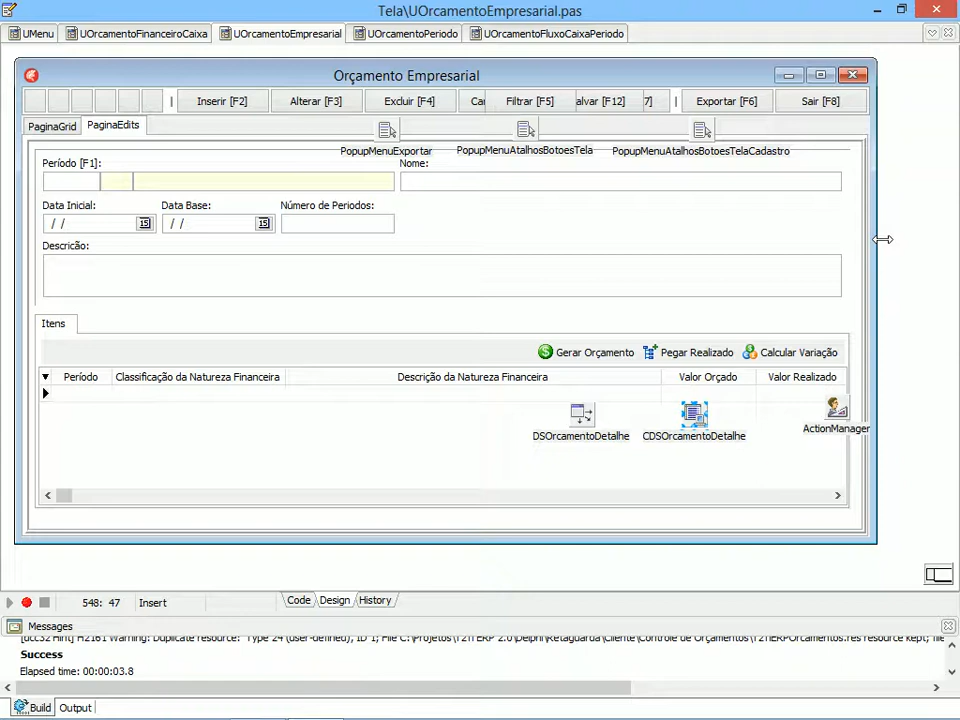 Tela\UOrcamentoEmpresarial.pas
UMenu
UOrcamentoFinanceiroCaixa
UOrcamentoEmpresarial
UOrcamentoPeriodo
UOrcamentoFluxoCaixaPeriodo
Orçamento Empresarial
Inserir [F2]
Alterar [F3]
Excluir [F4]
Filtrar [F5]
alvar [F12]
7]
Exportar [F6]
Sair [F8]
PaginaGrid
PaginaEdits
PopupMenuExportar
PopupMenuAtalhosBotoesTela
PopupMenuAtalhosBotoesTelaCadastro
Período [F1]:
Nome:
Data Inicial:
Data Base:
Número de Periodos:
/ /
15
/ /
15
Descrição:
Itens
Gerar Orçamento
Pegar Realizado
Calcular Variação
Período
Classificação da Natureza Financeira
Descrição da Natureza Financeira
Valor Orçado
Valor Realizado
DSOrcamentoDetalhe
CDSOrcamentoDetalhe
ActionManager
548: 47
Insert
Code
Design
History
Messages
Success
Elapsed time: 00:00:03.8
Build
Output